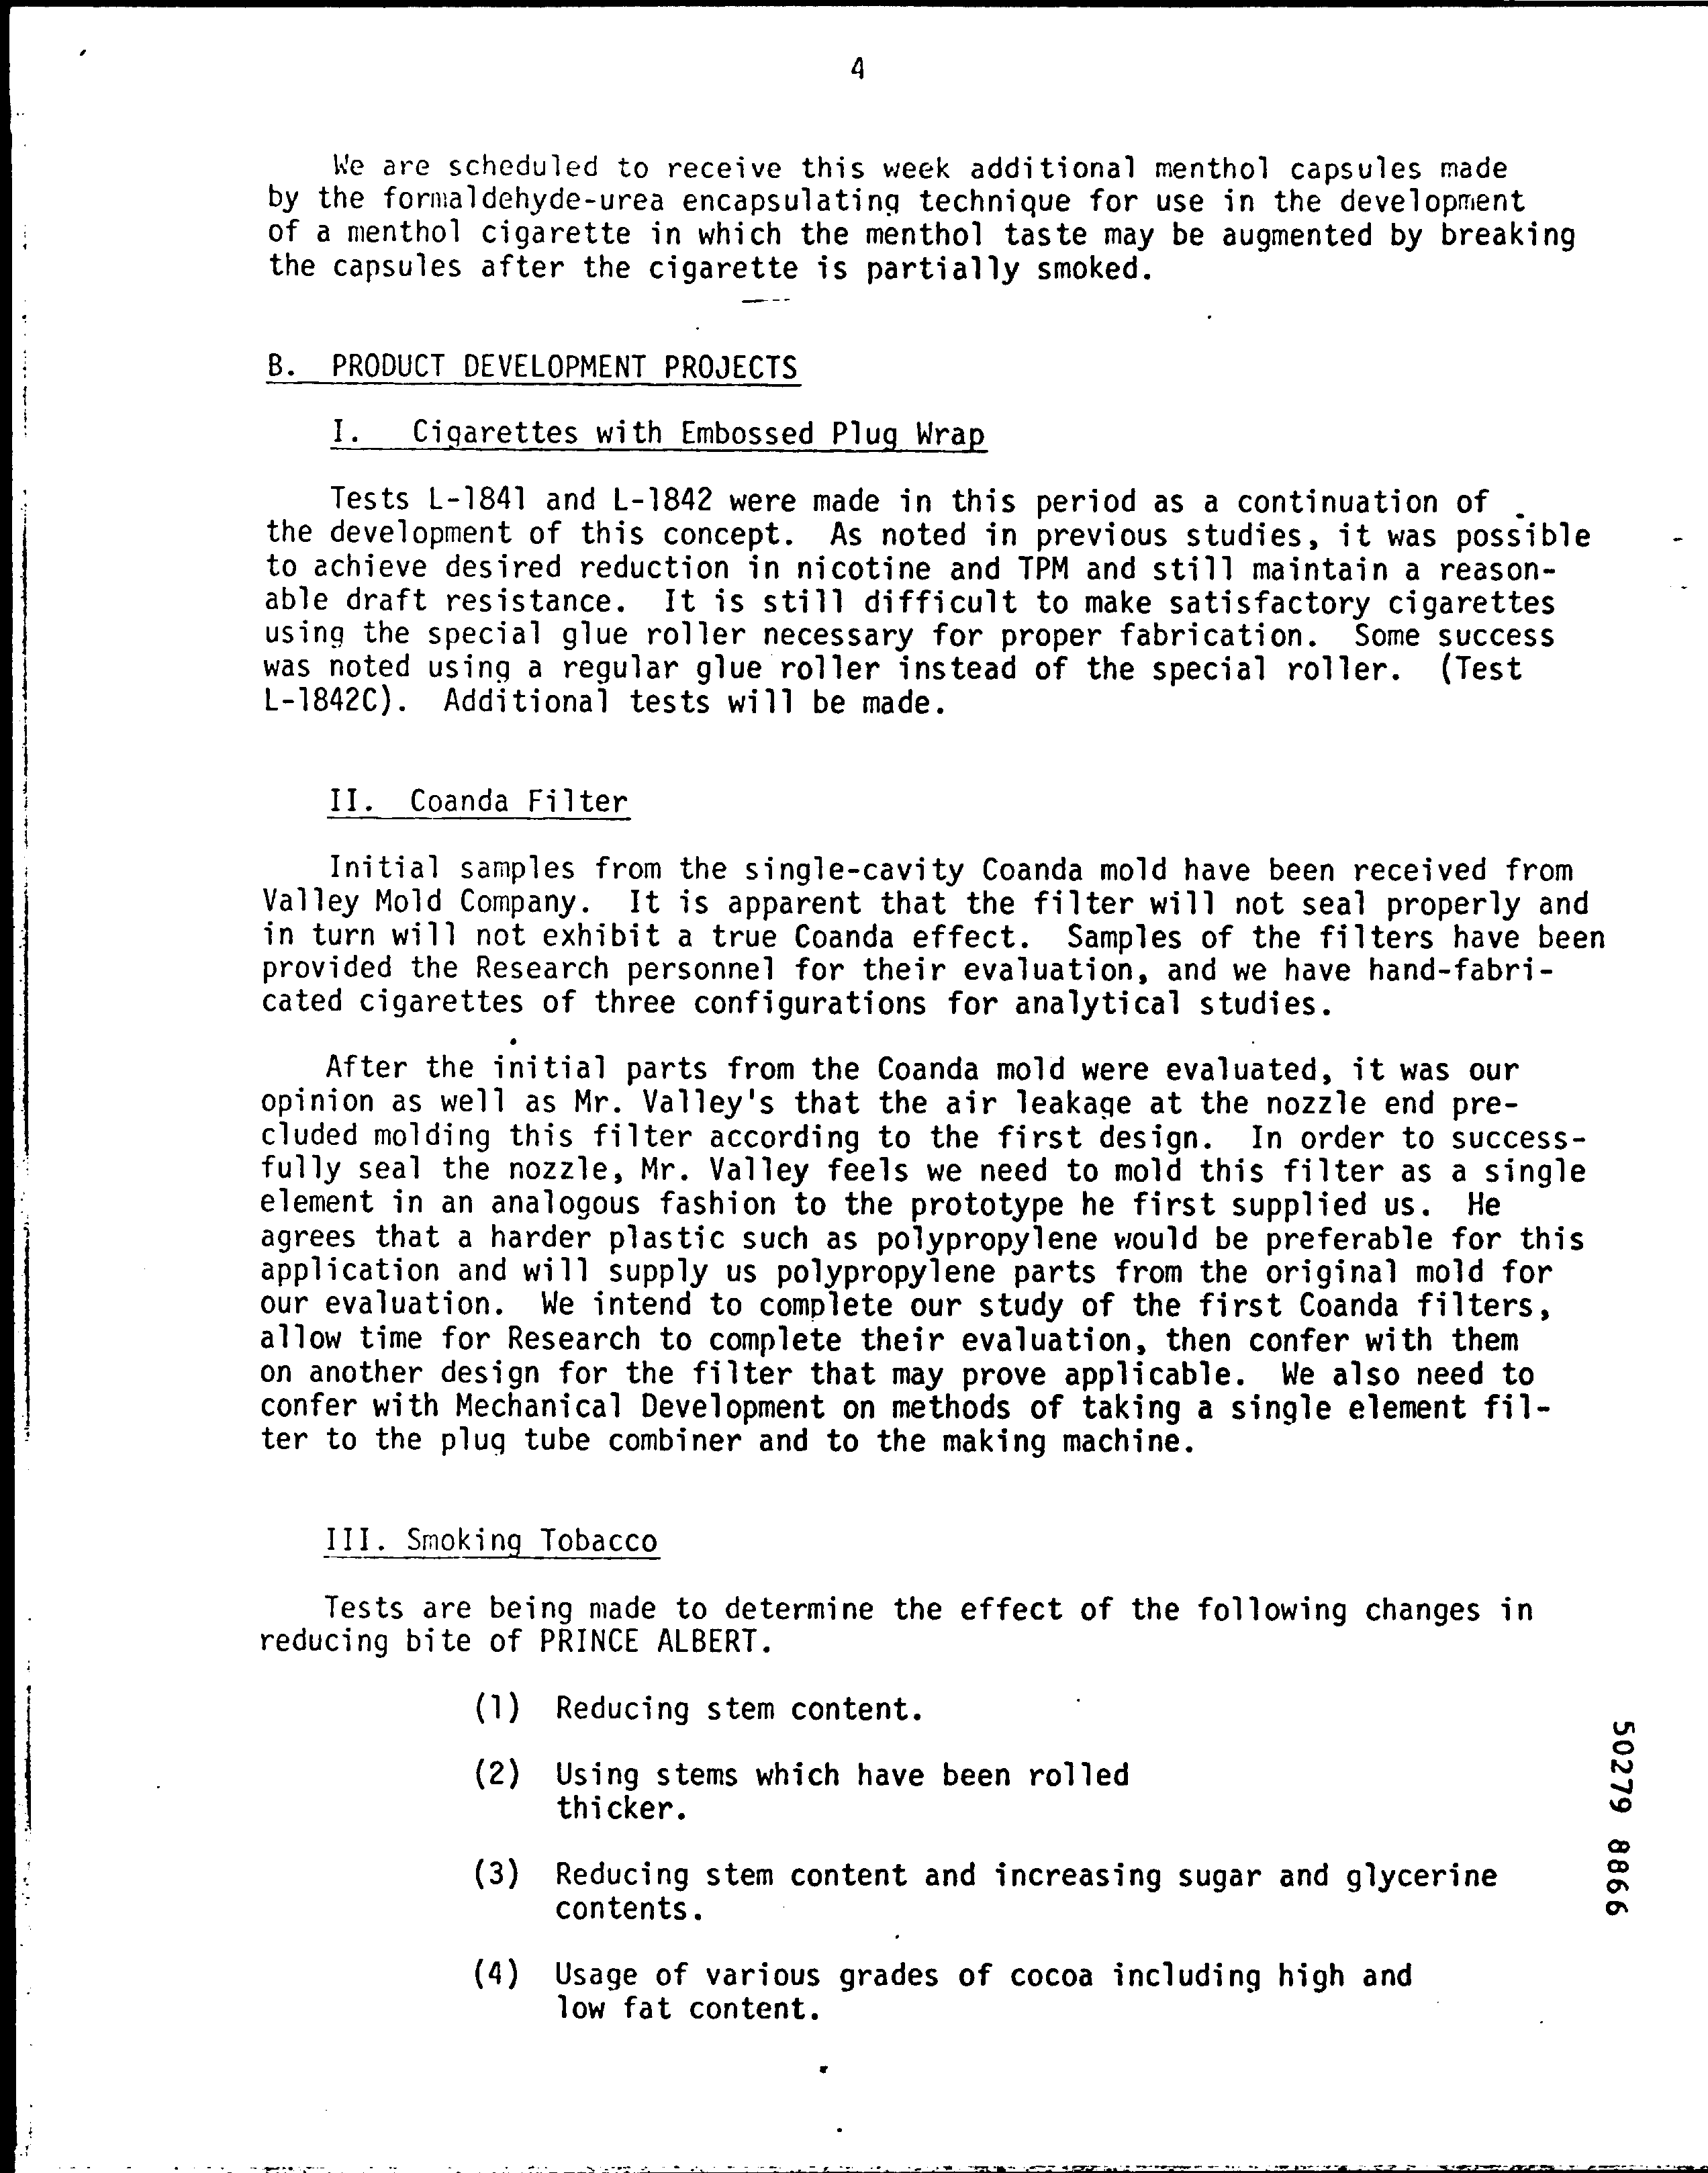 4
We are scheduled to receive this week additional menthol capsules made
by the formaldehyde-urea encapsulating technique for use in the development
of a menthol cigarette in which the menthol taste may be augmented by breaking
the capsules after the cigarette is partially smoked.
B. PRODUCT DEVELOPMENT PROJECTS
I. Cigarettes with Embossed Plug Wrap
Tests L-1841 and L-1842 were made in this period as a continuation of
the development of this concept. As noted in previous studies, it was possible
to achieve desired reduction in nicotine and TPM and still maintain a reason-
able draft resistance. It is still difficult to make satisfactory cigarettes
using the special glue roller necessary for proper fabrication. Some success
was noted using a regular glue roller instead of the special roller. (Test
L-1842C). Additional tests will be made.
II. Coanda Filter
Initial samples from the single-cavity Coanda mold have been received from
Valley Mold Company. It is apparent that the filter will not seal properly and
in turn will not exhibit a true Coanda effect. Samples of the filters have been
provided the Research personnel for their evaluation, and we have hand-fabri-
cated cigarettes of three configurations for analytical studies.
After the initial parts from the Coanda mold were evaluated, it was our
opinion as well as Mr. Valley's that the air leakage at the nozzle end pre-
cluded molding this filter according to the first design. In order to success-
fully seal the nozzle, Mr. Valley feels we need to mold this filter as a single
element in an analogous fashion to the prototype he first supplied us. He
agrees that a harder plastic such as polypropylene would be preferable for this
application and will supply us polypropylene parts from the original mold for
our evaluation. We intend to complete our study of the first Coanda filters,
allow time for Research to complete their evaluation, then confer with them
on another design for the filter that may prove applicable. We also need to
confer with Mechanical Development on methods of taking a single element fil-
ter to the plug tube combiner and to the making machine.
III. Smoking Tobacco
Tests are being made to determine the effect of the following changes in
reducing bite of PRINCE ALBERT.
(1) Reducing stem content.
(2) Using stems which have been rolled
thicker.
(3) Reducing stem content and increasing sugar and glycerine
contents.
(4) Usage of various grades of cocoa including high and
low fat content.
50279 8866